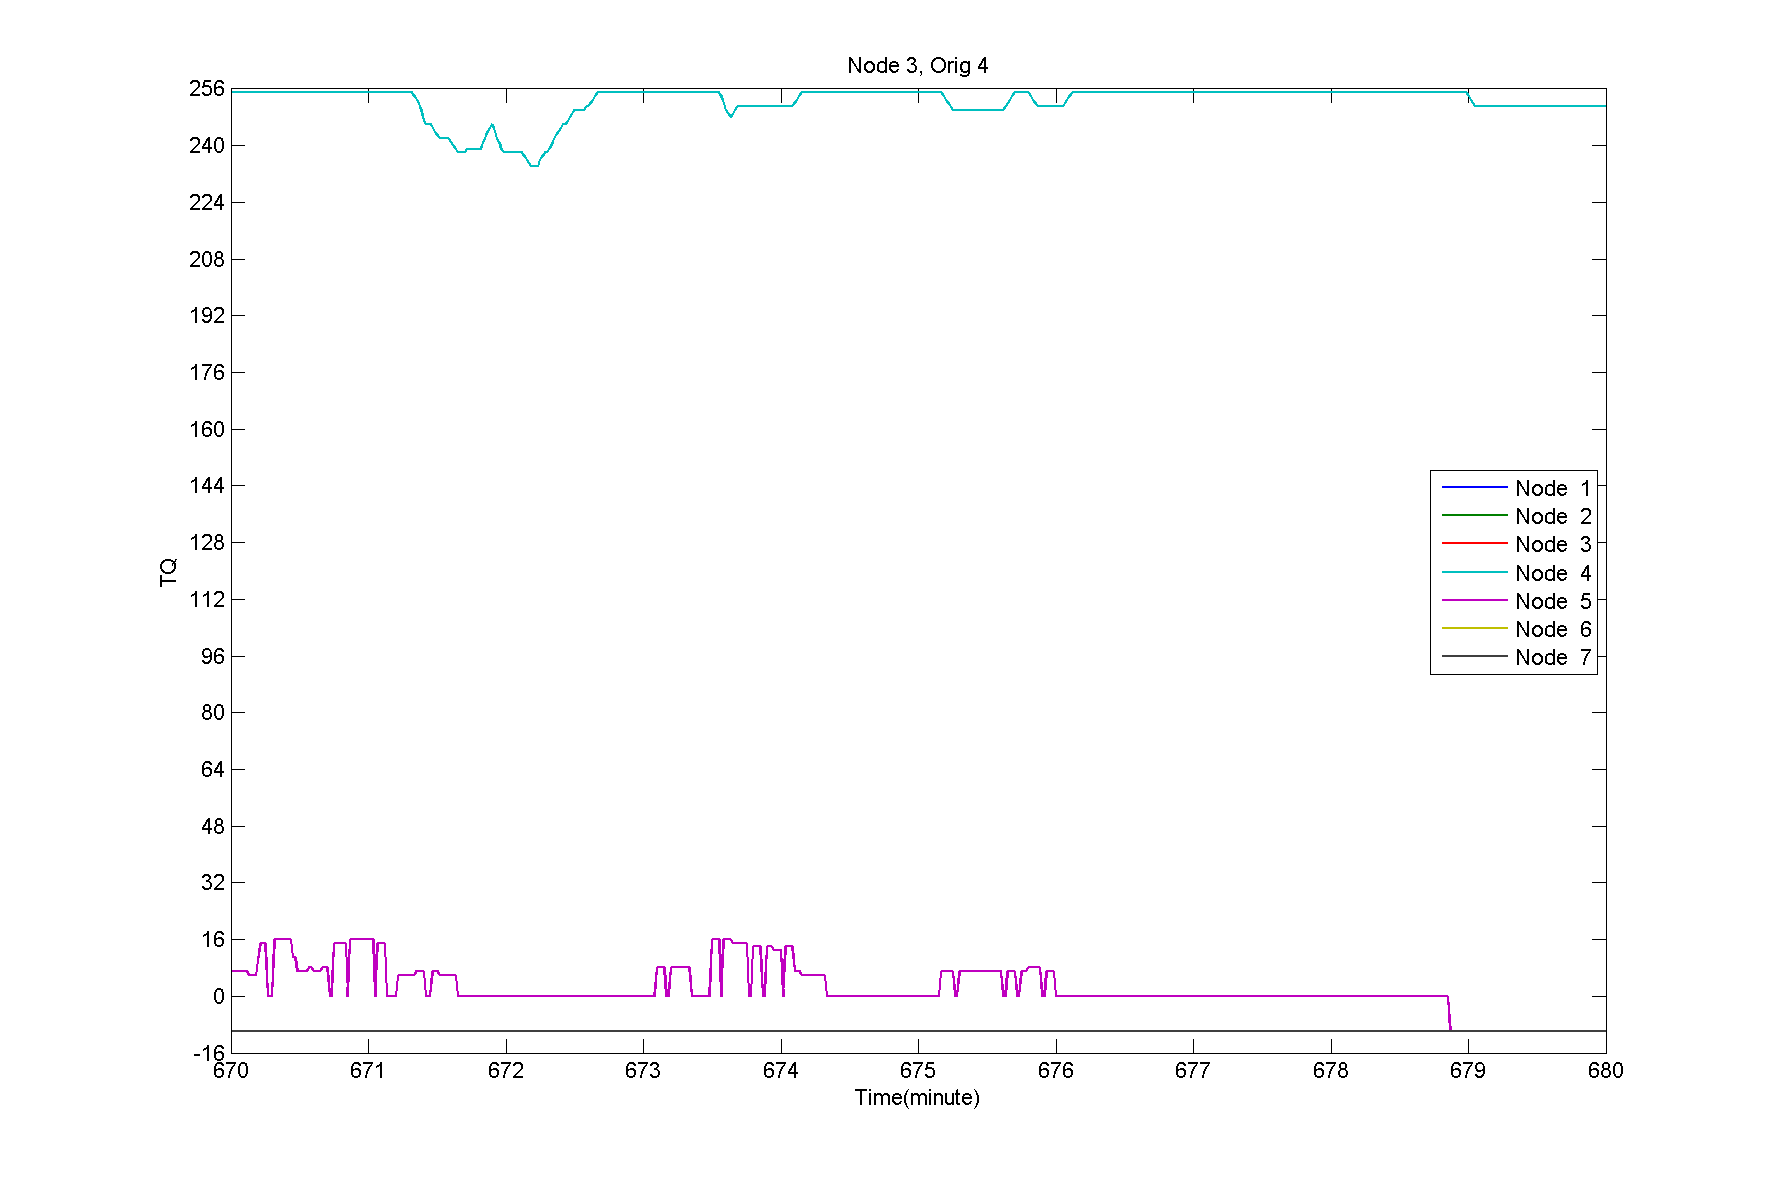 Node 3, Orig 4
256
240
224
208
192
176
160
144
128
112
96
80
64
48
32
16
0
-16
TQ
Node 1
Node 2
Node 3
Node 4
Node 5
Node 6
Node 7
670 671 672 673 674 675 676 677 678 679 680
Time(minute)